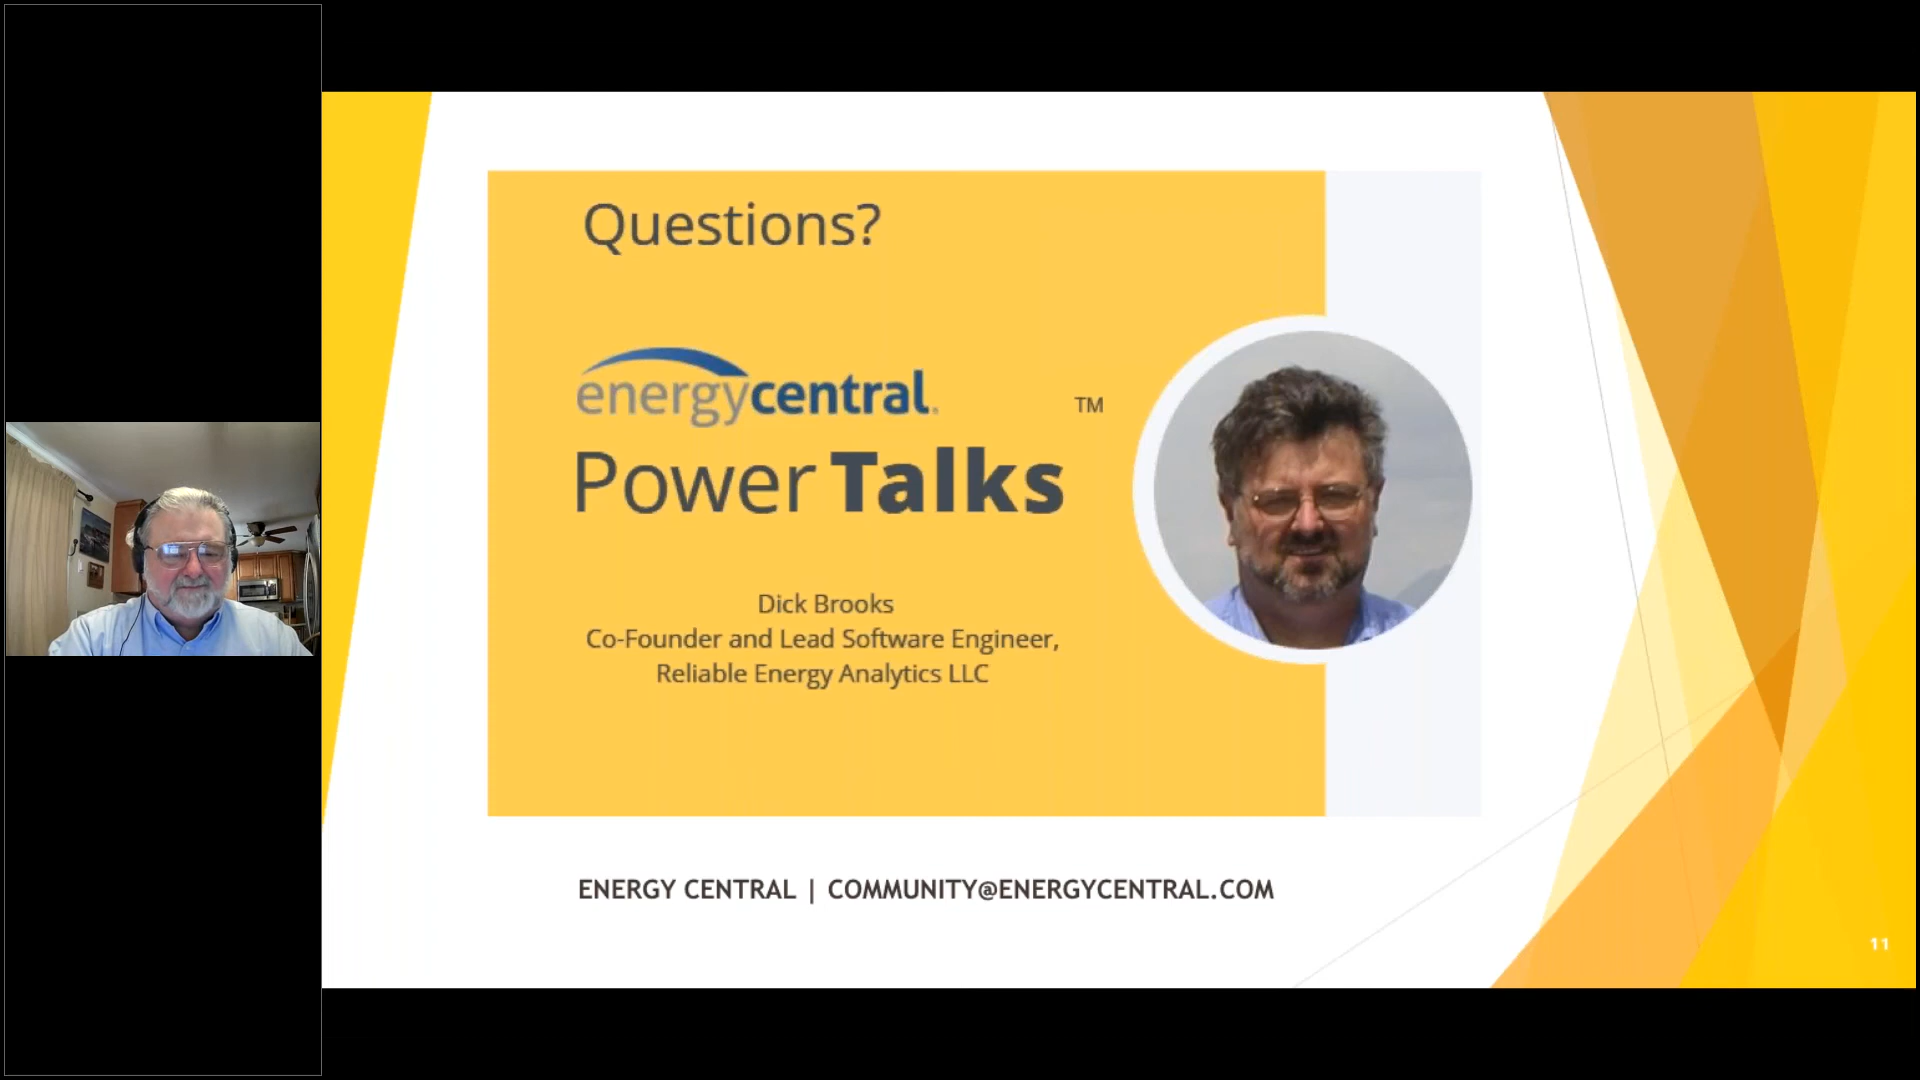 Questions?
energycentral.
TM
Power Talks
Dick Brooks
Co-Founder and Lead Software Engineer,
Reliable Energy Analytics LLC
ENERGY CENTRAL | COMMUNITY@ENERGYCENTRAL.COM
11